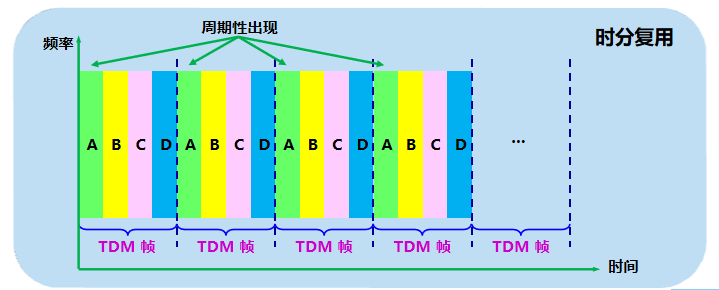 时分复用
周期性出现
频率
A B C D A B C D A B C D A B C D ...
TDM 帧 TDM 帧 TDM 帧 TDM 帧 TDM 帧
时间